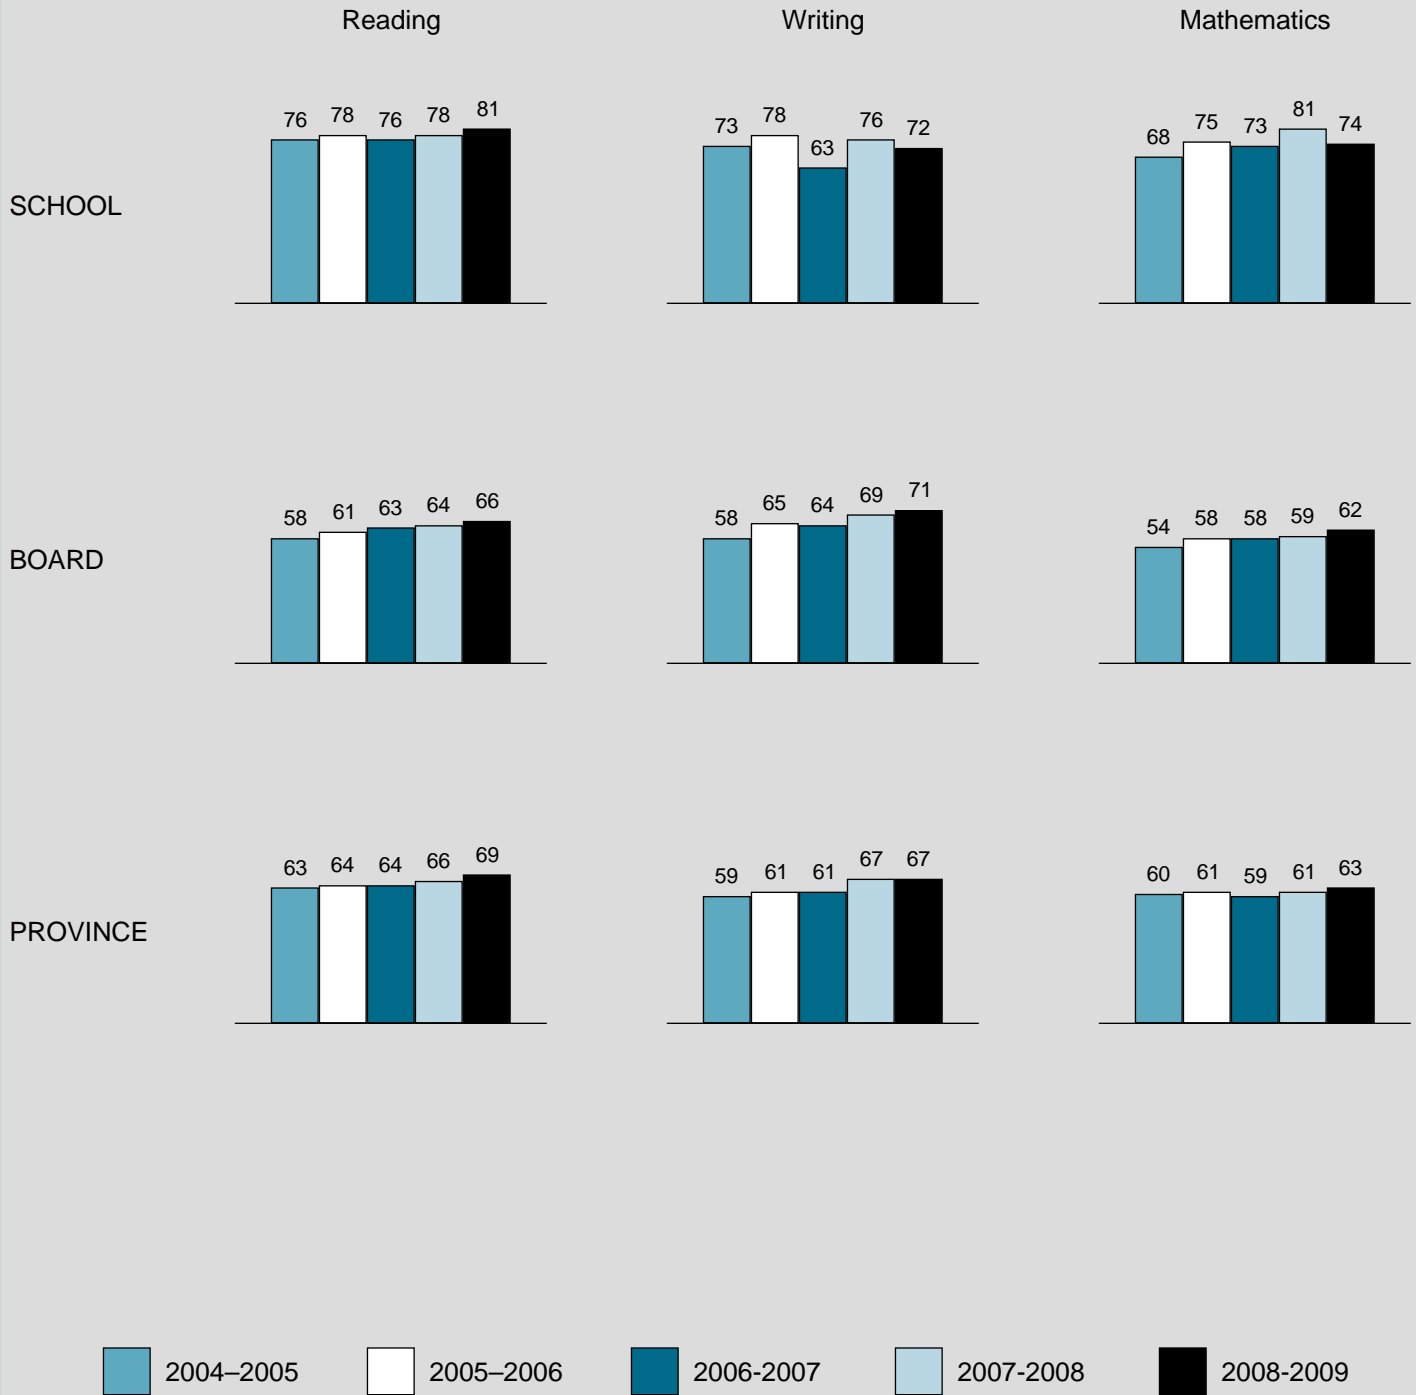 Reading Writing Mathematics
76 78 76 78 81 73 78 63 76 72 68 75 73 81 74
SCHOOL
58 61 63 64 66 58 65 64 69 71 54 58 58 59 62
BOARD
63 64 64 66 69 59 61 61 67 67 60 61 59 61 63
PROVINCE
2004–2005 2005–2006 2006-2007 2007-2008 2008-2009